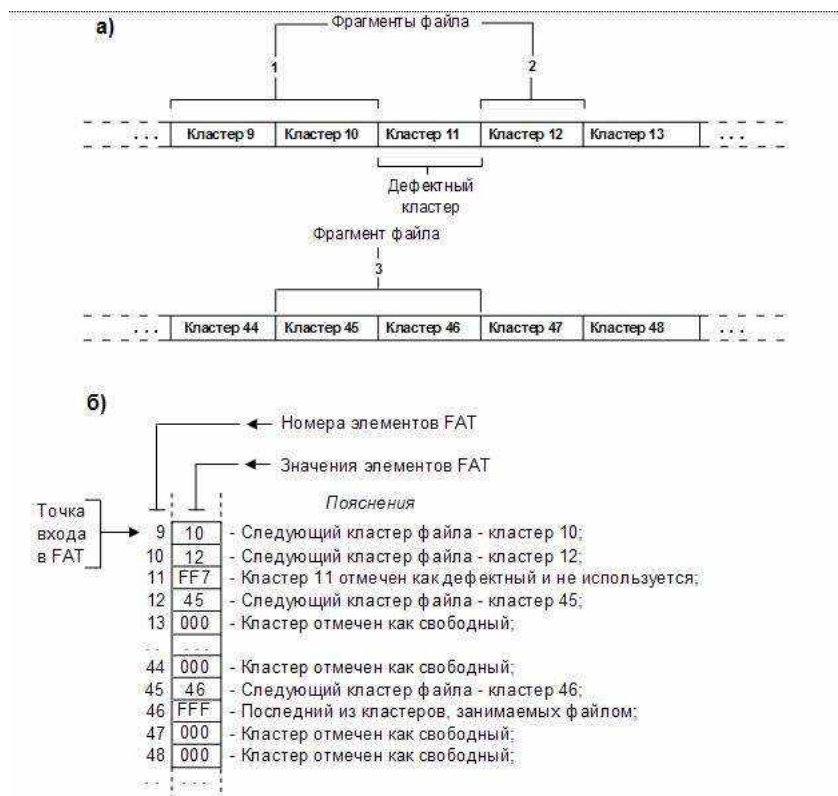 а)
Фрагменты файла
1
2
. . . Кластер 9 Кластер 10 Кластер 11 Кластер 12 Кластер 13 . . .
Дефектный
кластер
Фрагмент файла
3
. . . Кластер 44 Кластер 45 Кластер 46 Кластер 47 Кластер 48 . . .
б)
Номера элементов FAT
Значения элементов FAT
Пояснения
Точка
входа
в FAT
9 10 - Следующий кластер файла - кластер 10;
10 12 - Следующий кластер файла - кластер 12;
11 FF7 - Кластер 11 отмечен как дефектный и не используется;
12 45 - Следующий кластер файла - кластер 45;
13 000 - Кластер отмечен как свободный;
. . . . .
44 000 - Кластер отмечен как свободный;
45 46 - Следующий кластер файла - кластер 46;
46 FFF - Последний из кластеров, занимаемых файлом;
47 000 - Кластер отмечен как свободный;
48 000 - Кластер отмечен как свободный;
. . . . .